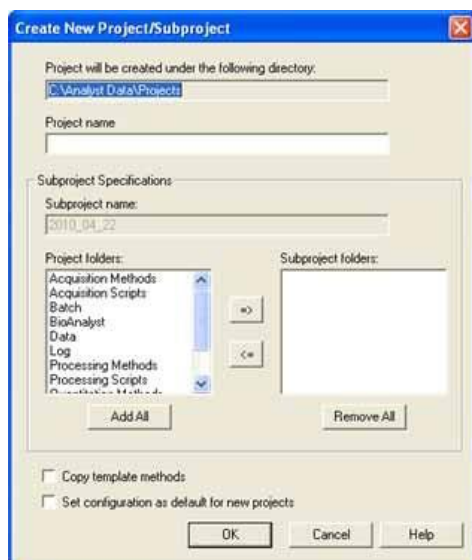 Create New Project/Subproject
Project will be created under the following directory:
C:\Analyst Data\Projects
Project name
Subproject Specifications
Subproject name:
2010_04_22
Project folders:
Subproject folders:
Acquisition Methods
Acquisition Scripts
Batch
BioAnalyst
Data
Log
Processing Methods
Processing Scripts
Quantitation Methods
=>
<=
Add All
Remove All
Copy template methods
Set configuration as default for new projects
OK
Cancel
Help